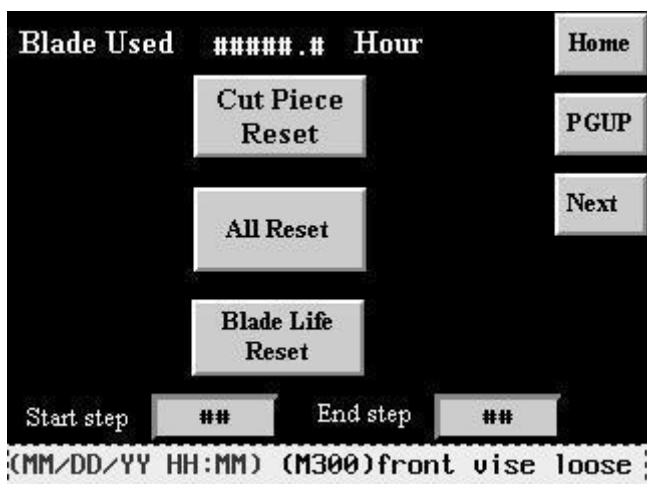 Blade Used #####.# Hour
Home
Cut Piece
Reset
PGUP
All Reset
Next
Blade Life
Reset
Start step ## End step ##
(MM/DD/YY HH:MM) (M300)front vise loose